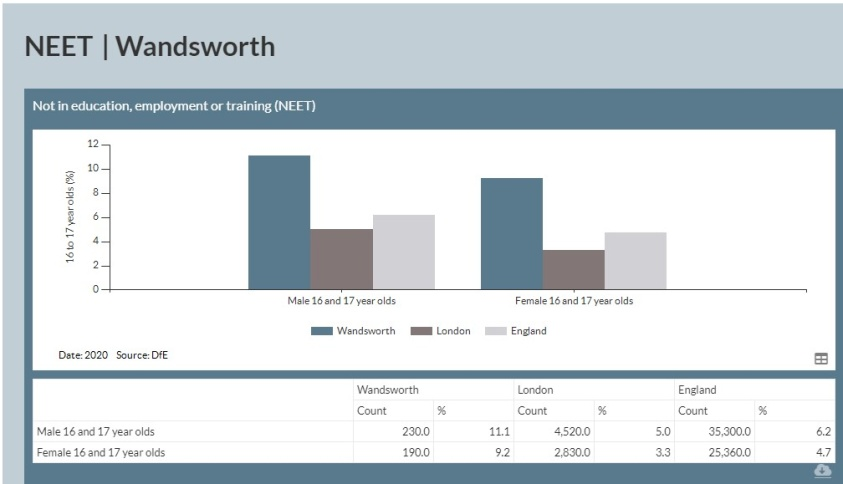 NEET | Wandsworth
Not in education, employment or training (NEET)
16 to 17 year olds (%)
12
10
8
6
4
2
0
Male 16 and 17 year olds Female 16 and 17 year olds
Wandsworth London England
Date: 2020 Source: DfE
Wandsworth London England
Count % Count % Count %
Male 16 and 17 year olds 230.0 11.1 4,520.0 5.0 35,300.0 6.2
Female 16 and 17 year olds 190.0 9.2 2,830.0 3.3 25,360.0 4.7